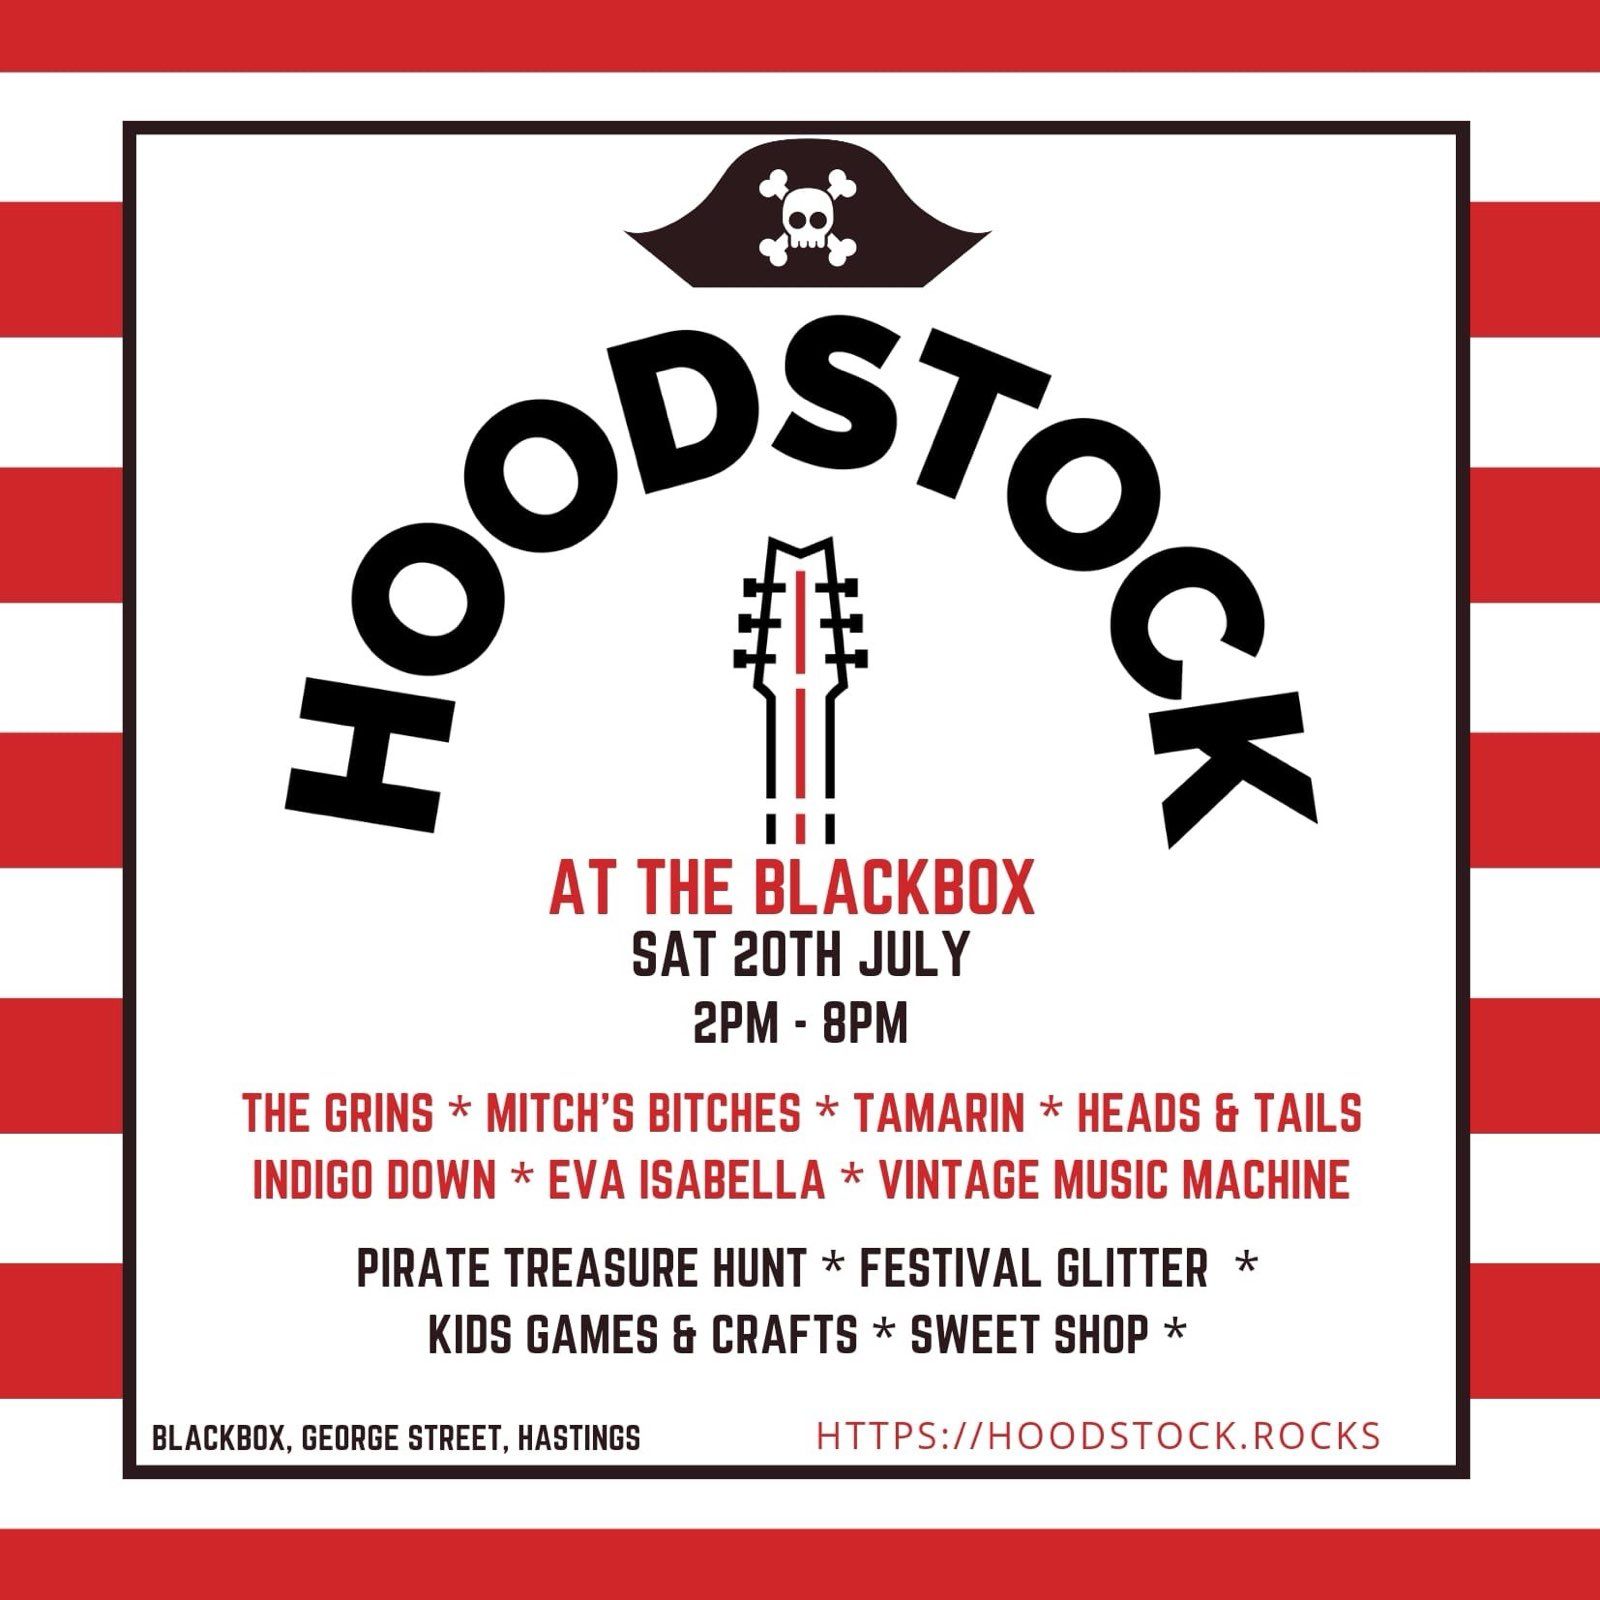 HOODSTOCK
AT THE BLACKBOX
SAT 20TH JULY
2PM - 8PM
THE GRINS * MITCH'S BITCHES * TAMARIN * HEADS & TAILS
INDIGO DOWN * EVA ISABELLA * VINTAGE MUSIC MACHINE
PIRATE TREASURE HUNT * FESTIVAL GLITTER *
KIDS GAMES & CRAFTS * SWEET SHOP *
BLACKBOX, GEORGE STREET, HASTINGS
HTTPS://HOODSTOCK.ROCKS